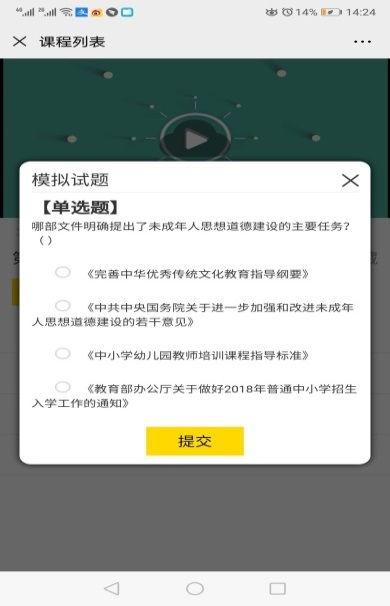 14% 14:24
课程列表
模拟试题
【单选题】
哪部文件明确提出了未成年人思想道德建设的主要任务?
（）
《完善中华优秀传统文化教育指导纲要》
《中共中央国务院关于进一步加强和改进未成年
人思想道德建设的若干意见》
《中小学幼儿园教师培训课程指导标准》
《教育部办公厅关于做好2018年普通中小学招生
入学工作的通知》
提交